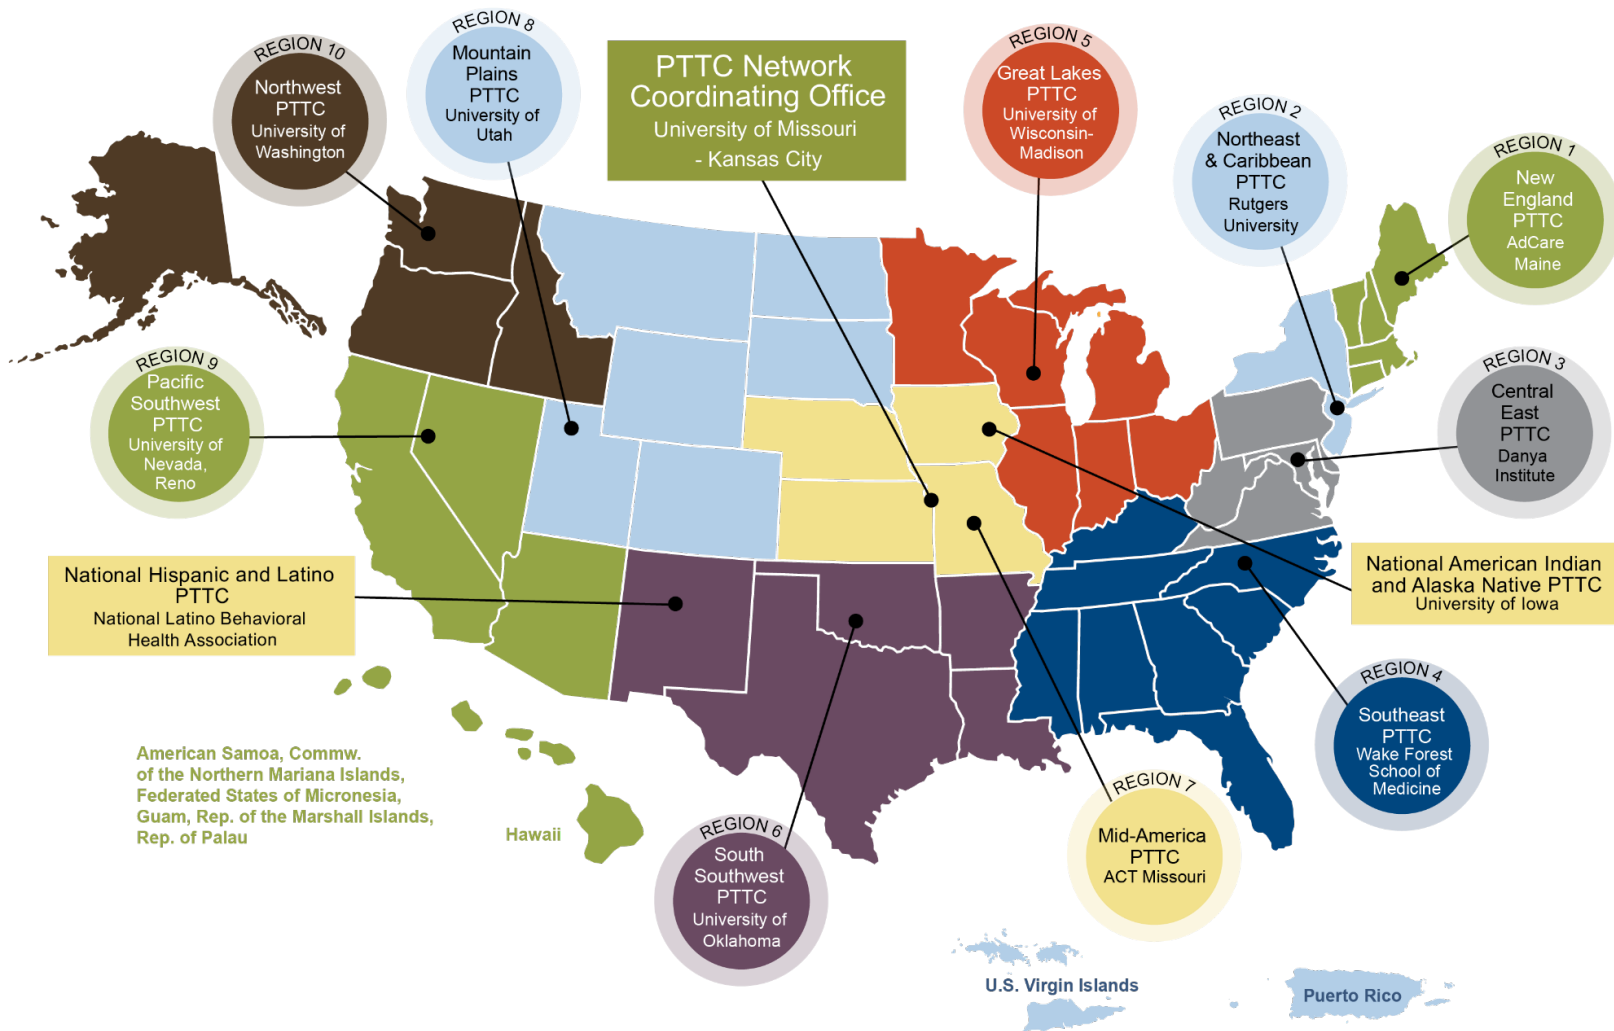 REGION 10
Northwest
PTTC
University of
Washington
REGION 8
Mountain
Plains
PTTC
University of
Utah
PTTC Network
Coordinating Office
University of Missouri
- Kansas City
REGION 5
Great Lakes
PTTC
University of
Wisconsin-
Madison
REGION 2
Northeast
& Caribbean
PTTC
Rutgers
University
REGION 1
New
England
PTTC
AdCare
Maine
REGION 9
Pacific
Southwest
PTTC
University of
Nevada,
Reno
REGION 3
Central
East
PTTC
Danya
Institute
National Hispanic and Latino
PTTC
National Latino Behavioral
Health Association
National American Indian
and Alaska Native PTTC
University of Iowa
REGION 4
Southeast
PTTC
Wake Forest
School of
Medicine
American Samoa, Commw.
of the Northern Mariana Islands,
Federated States of Micronesia,
Guam, Rep. of the Marshall Islands,
Rep. of Palau
Hawaii
REGION 6
South
Southwest
PTTC
University of
Oklahoma
REGION 7
Mid-America
PTTC
ACT Missouri
U.S. Virgin Islands
Puerto Rico